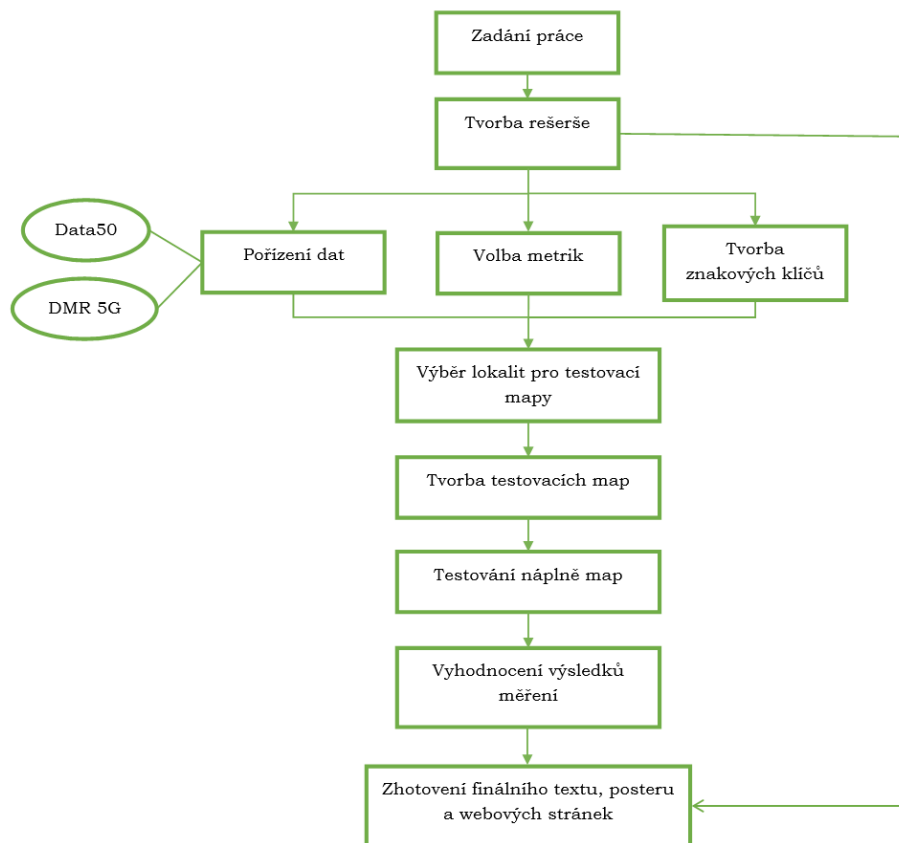 Zadání práce
Tvorba rešerše
Data50
DMR 5G
Pořízení dat
Volba metrik
Tvorba
znakových klíčů
Výběr lokalit pro testovací
mapy
Tvorba testovacích map
Testování náplně map
Vyhodnocení výsledků
měření
Zhotovení finálního textu, posteru
a webových stránek